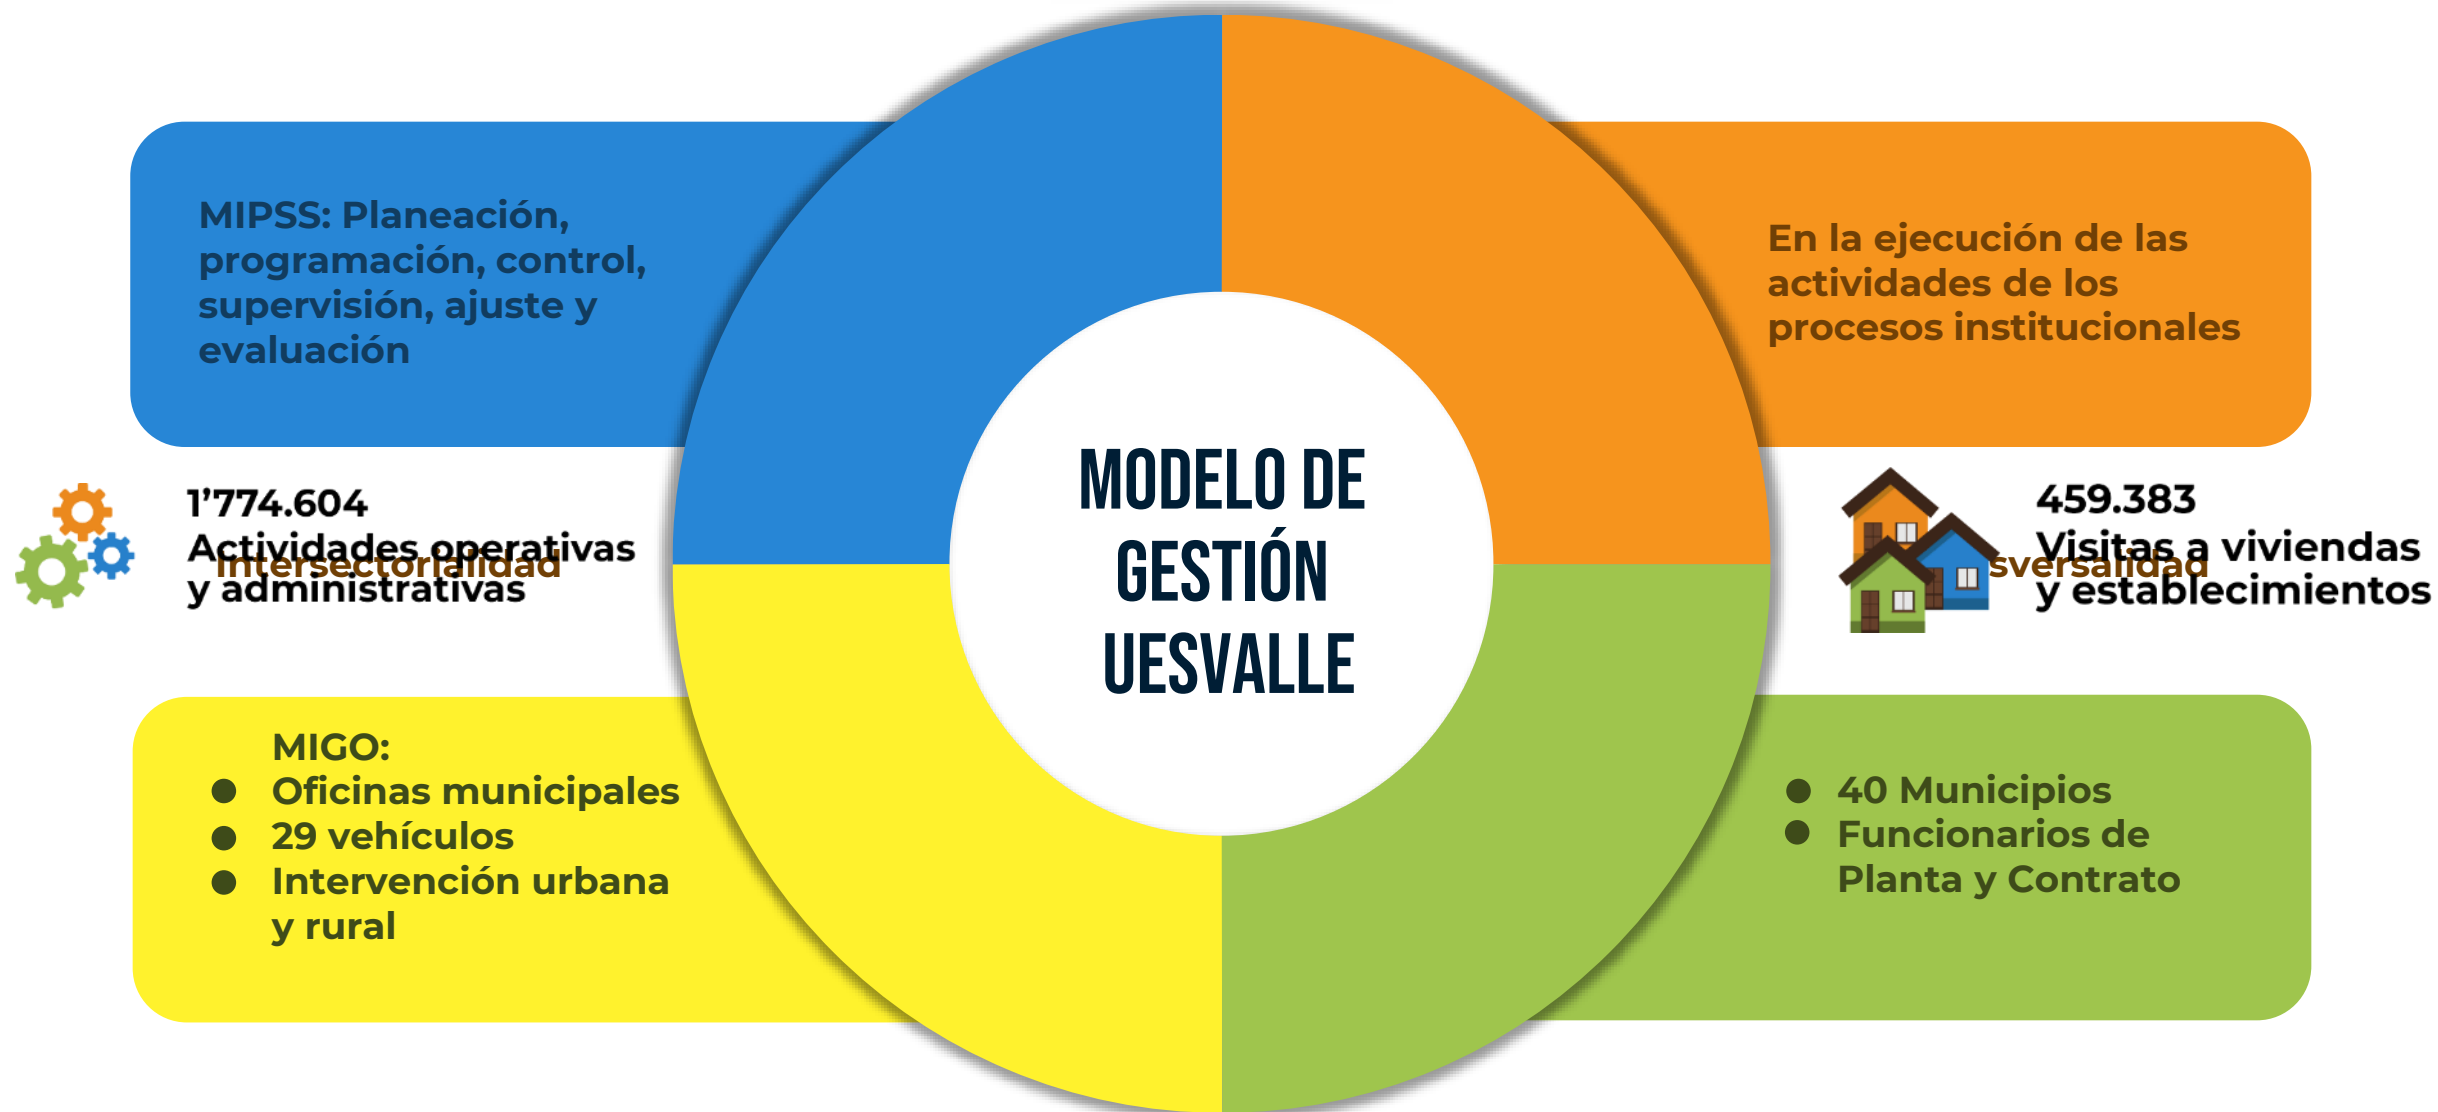 MIPSS: Planeación,
programación, control,
supervisión, ajuste y
evaluación
En la ejecución de las
actividades de los
procesos institucionales
1’774.604
Actividades operativas
y administrativas
Intersectorialidad
MODELO DE
GESTIÓN
UESVALLE
459.383
Visitas a viviendas
y establecimientos
sversalidad
MIGO:
● Oficinas municipales
● 29 vehículos
● Intervención urbana
y rural
● 40 Municipios
● Funcionarios de
Planta y Contrato